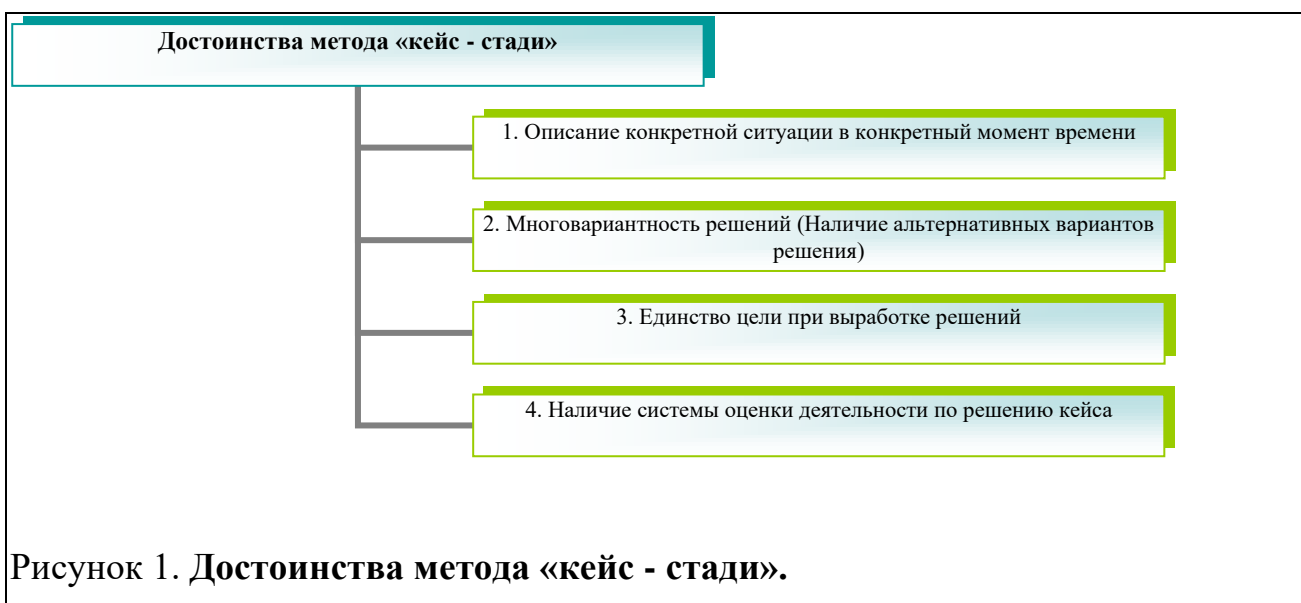 Достоинства метода «кейс - стади»
1. Описание конкретной ситуации в конкретный момент времени
2. Многовариантность решений (Наличие альтернативных вариантов
решения)
3. Единство цели при выработке решений
4. Наличие системы оценки деятельности по решению кейса
Рисунок 1. Достоинства метода «кейс - стади».